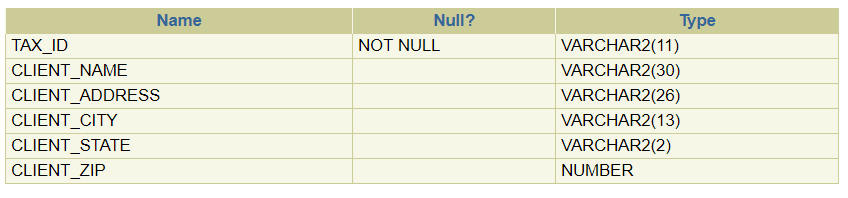 Name Null? Type
TAX_ID NOT NULL VARCHAR2(11)
CLIENT_NAME VARCHAR2(30)
CLIENT_ADDRESS VARCHAR2(26)
CLIENT_CITY VARCHAR2(13)
CLIENT_STATE VARCHAR2(2)
CLIENT_ZIP NUMBER